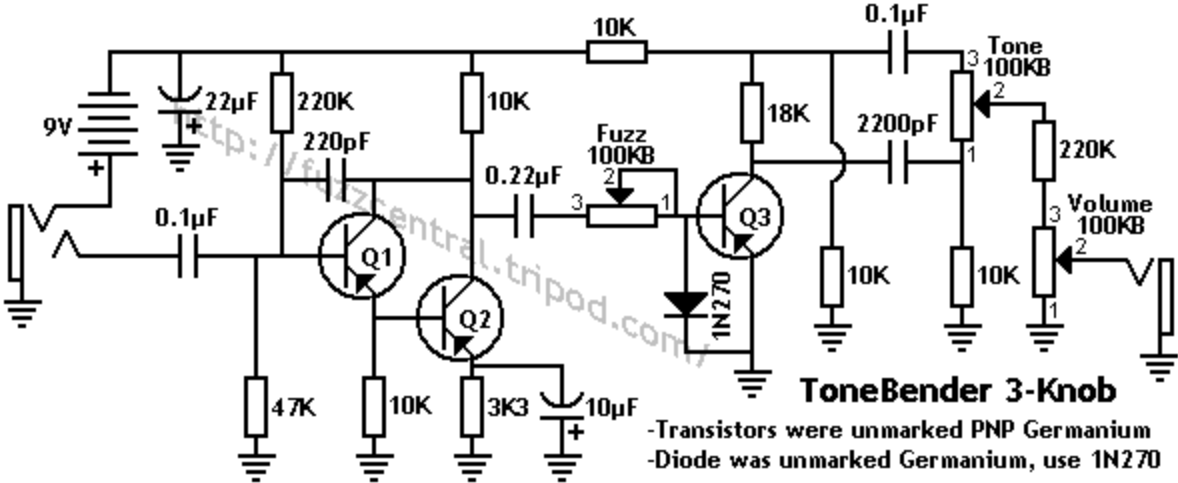 0.1µF
10K
Tone
100KB
3
2
1
9V
+
22µF
+
220K
10K
220pF
18K
2200pF
220K
Fuzz
100KB
2
3
1
0.22µF
0.1µF
Q1
Q2
Q3
Volume
100KB
3
2
1
10K
10K
1N270
47K
10K
3K3
10µF
+
http://fuzzcentral.tripod.com/
ToneBender 3-Knob
-Transistors were unmarked PNP Germanium
-Diode was unmarked Germanium, use 1N270